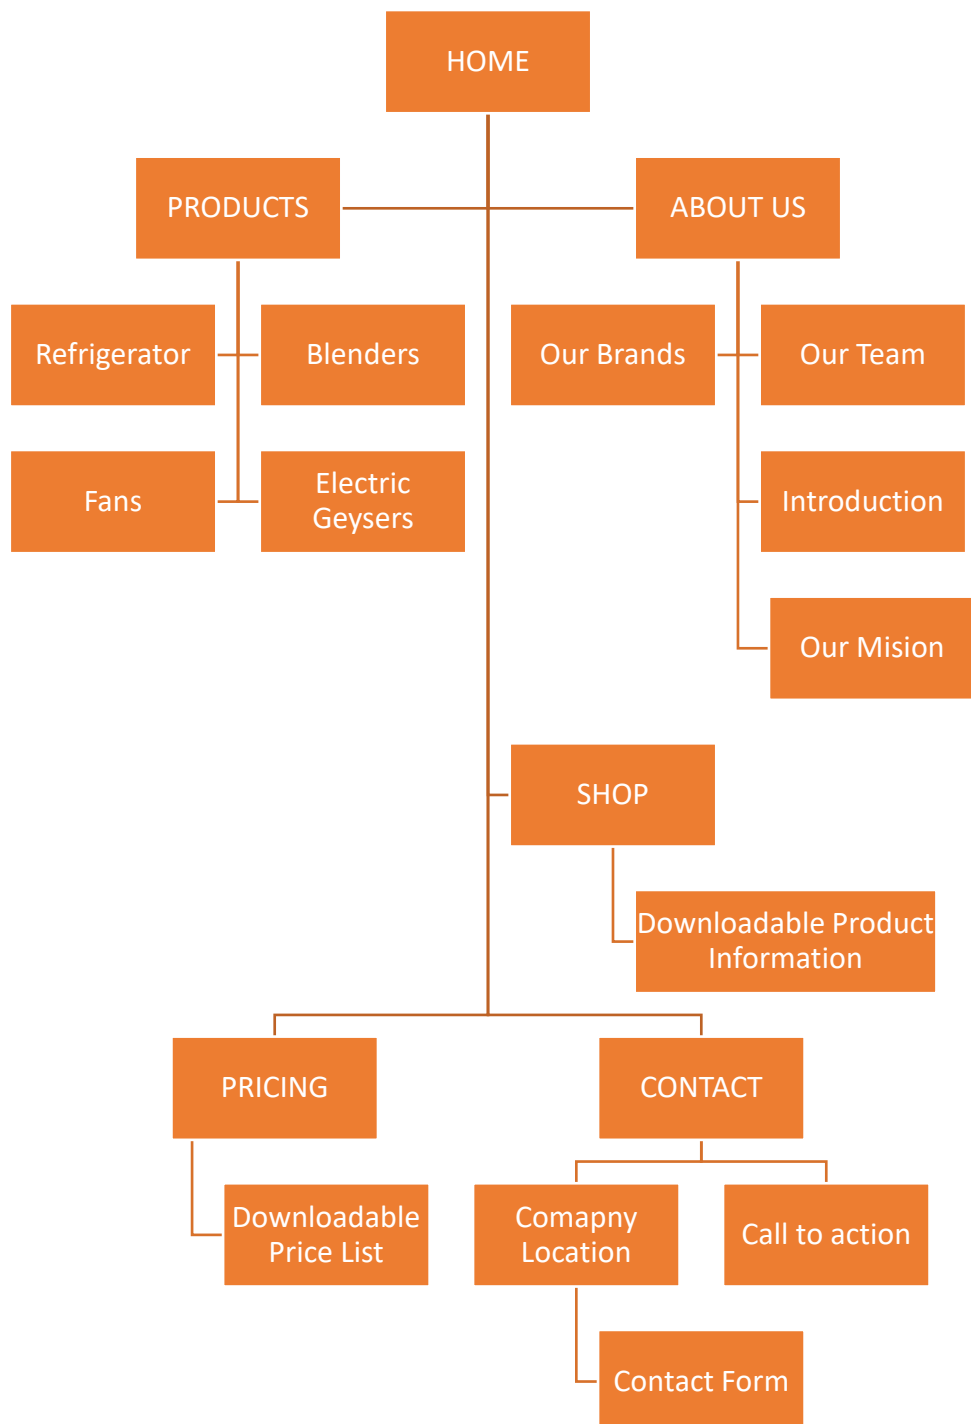 HOME
PRODUCTS
ABOUT US
Refrigerator
Blenders
Our Brands
Our Team
Fans
Electric
Geysers
Introduction
Our Mision
SHOP
Downloadable Product
Information
PRICING
CONTACT
Downloadable
Price List
Comapny
Location
Call to action
Contact Form